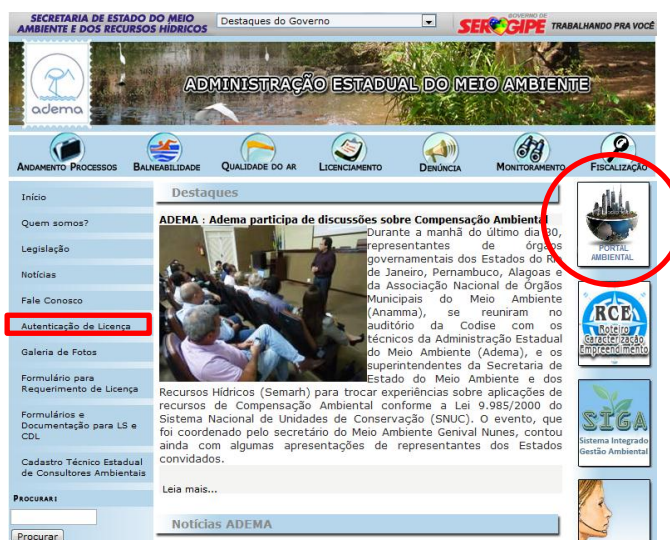 SECRETARIA DE ESTADO DO MEIO
AMBIENTE E DOS RECURSOS HÍDRICOS
Destaques do Governo
GOVERNO DE
SERGIPE TRABALHANDO PRA VOCÊ
adema
ADMINISTRAÇÃO ESTADUAL DO MEIO AMBIENTE
ANDAMENTO PROCESSOS BALNEABILIDADE QUALIDADE DO AR LICENCIAMENTO DENÚNCIA MONITORAMENTO FISCALIZAÇÃO
Início
Quem somos?
Legislação
Notícias
Fale Conosco
Autenticação de Licença
Galeria de Fotos
Formulário para
Requerimento de Licença
Formulários e
Documentação para LS e
CDL
Cadastro Técnico Estadual
de Consultores Ambientais
PROCURAR:
Procurar
Destaques
ADEMA : Adema participa de discussões sobre Compensação Ambiental
Durante a manhã do último dia 30,
representantes de órgãos
governamentais dos Estados do Rio
de Janeiro, Pernambuco, Alagoas e
da Associação Nacional de Órgãos
Municipais do Meio Ambiente
(Anamma), se reuniram no
auditório da Codise com os
técnicos da Administração Estadual
do Meio Ambiente (Adema), e os
superintendentes da Secretaria de
Estado do Meio Ambiente e dos
Recursos Hídricos (Semarh) para trocar experiências sobre aplicações de
recursos de Compensação Ambiental conforme a Lei 9.985/2000 do
Sistema Nacional de Unidades de Conservação (SNUC). O evento, que
foi coordenado pelo secretário do Meio Ambiente Genival Nunes, contou
ainda com algumas apresentações de representantes dos Estados
convidados.
Leia mais...
Notícias ADEMA
PORTAL
AMBIENTAL
RCE
Roteiro
Caracterização
Empreendimento
SIGA
Sistema Integrado
Gestão Ambiental